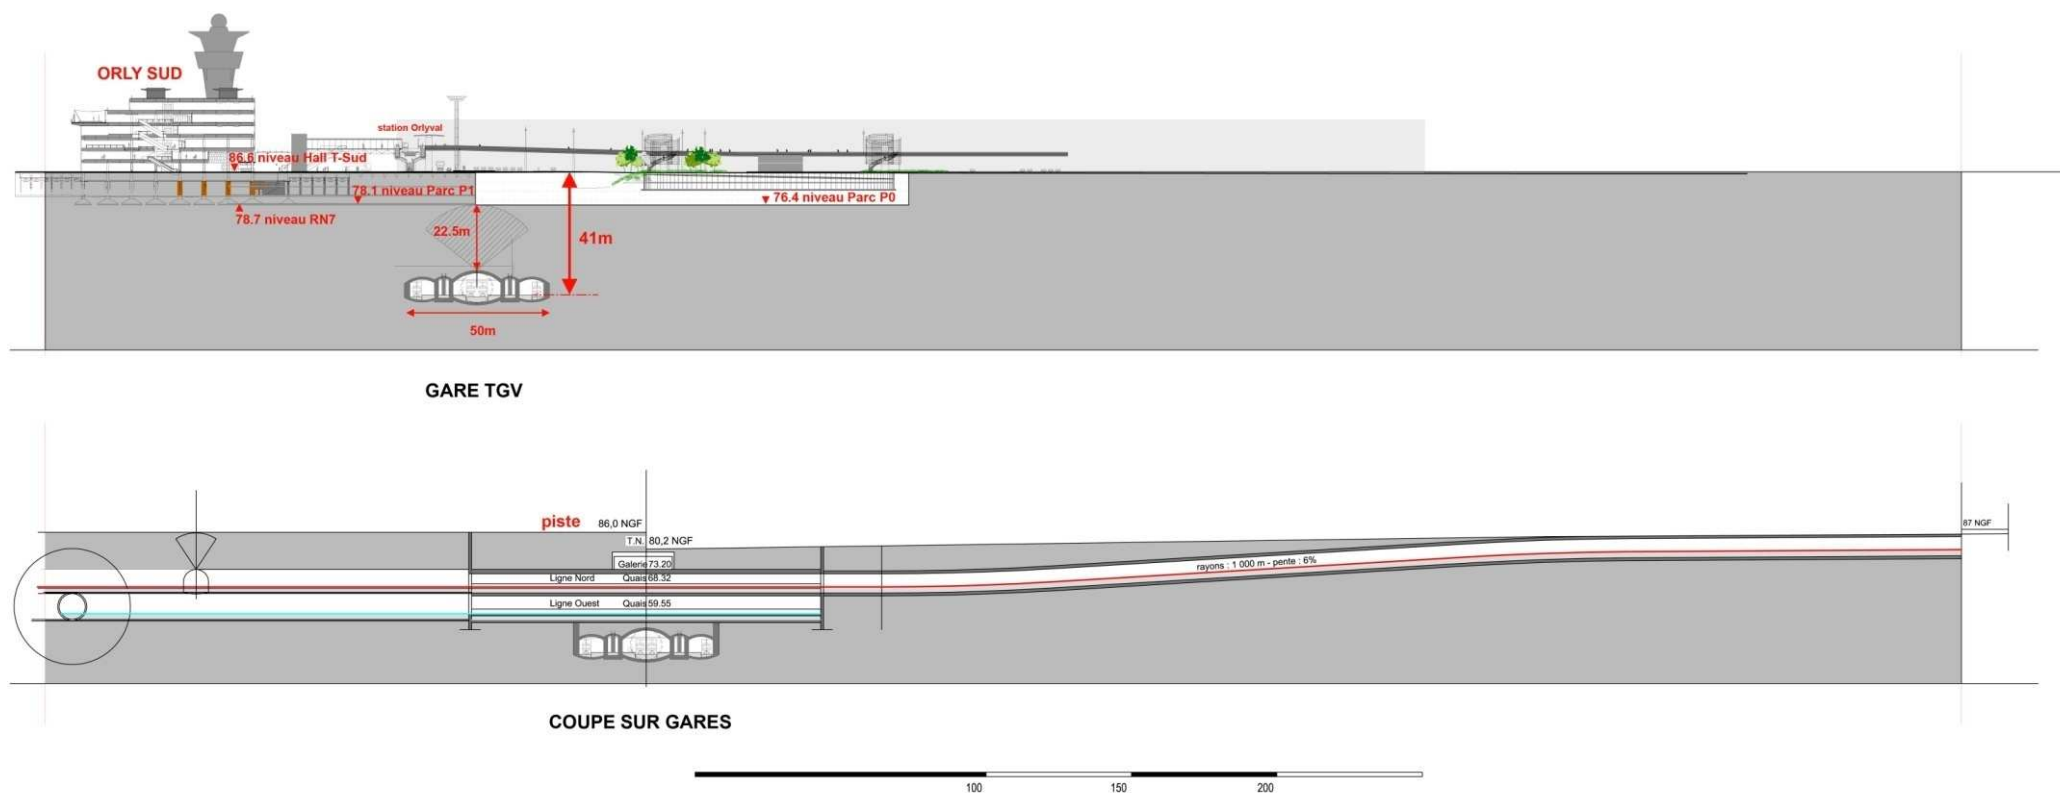 ORLY SUD
station Orlyval
86.6 niveau Hall T-Sud
78.1 niveau Parc P1
76.4 niveau Parc P0
78.7 niveau RN7
22.5m
41m
50m
GARE TGV
piste 86,0 NGF
87 NGF
T.N. 80,2 NGF
Galerie 73.20
rayons : 1 000 m - pente : 6%
Ligne Nord Quais 68.32
Ligne Ouest Quais 59.55
COUPE SUR GARES
100 150 200